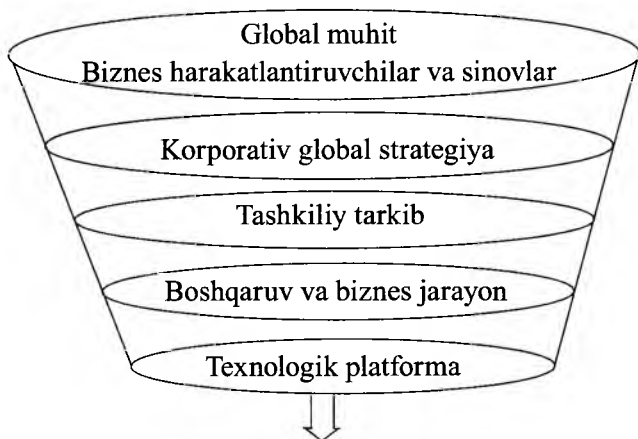 Global muhit
Biznes harakatlantiruvchilar va sinovlar
Korporativ global strategiya
Tashkiliy tarkib
Boshqaruv va biznes jarayon
Texnologik platforma